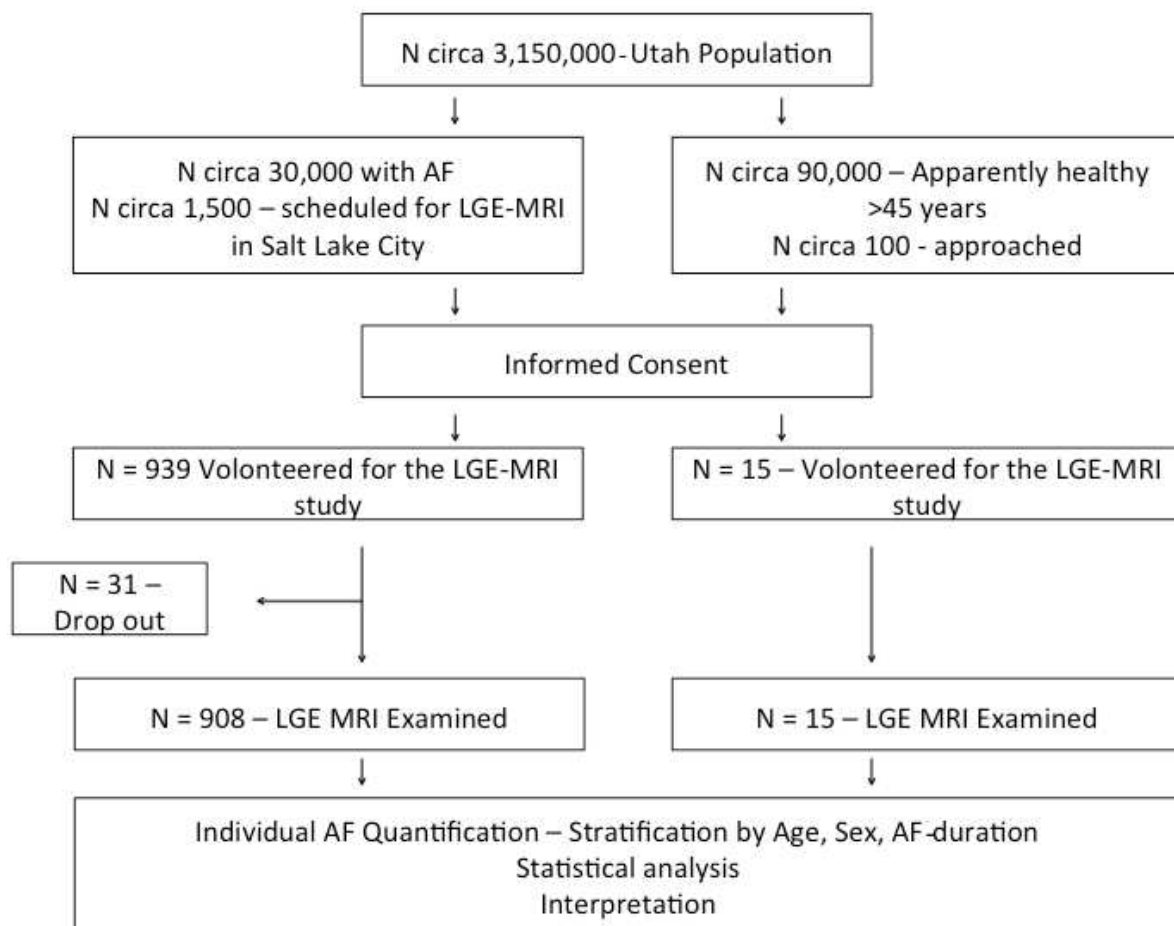 N circa 3,150,000-Utah Population
N circa 30,000 with AF
N circa 1,500 – scheduled for LGE-MRI
in Salt Lake City
N circa 90,000 – Apparently healthy
>45 years
N circa 100 - approached
Informed Consent
N = 939 Volonteered for the LGE-MRI
study
N = 15 – Volonteered for the LGE-MRI
study
N = 31 –
Drop out
N = 908 – LGE MRI Examined
N = 15 – LGE MRI Examined
Individual AF Quantification – Stratification by Age, Sex, AF-duration
Statistical analysis
Interpretation